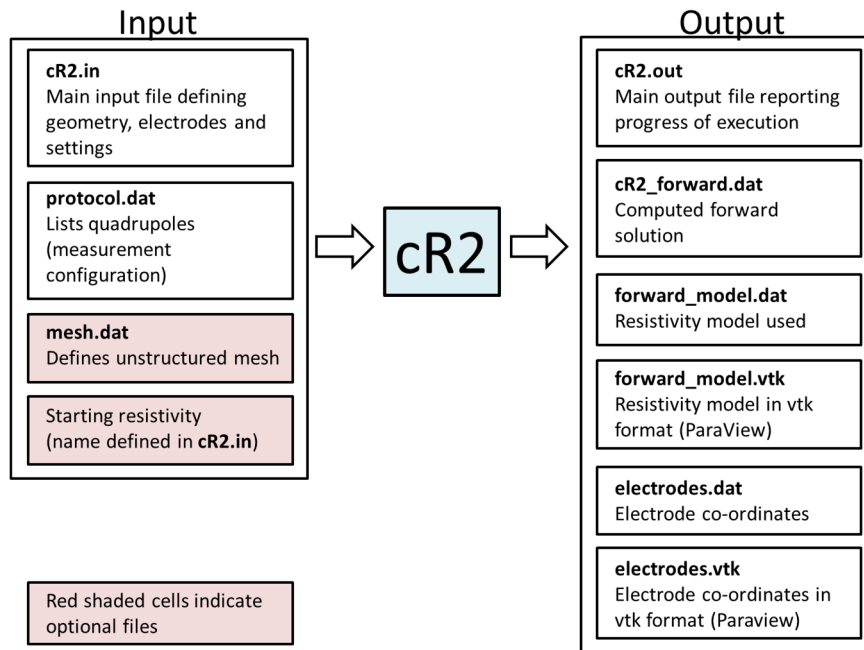 Input
cR2.in
Main input file defining
geometry, electrodes and
settings
protocol.dat
Lists quadrupoles
(measurement
configuration)
mesh.dat
Defines unstructured mesh
Starting resistivity
(name defined in cR2.in)
Red shaded cells indicate
optional files
cR2
Output
cR2.out
Main output file reporting
progress of execution
cR2_forward.dat
Computed forward
solution
forward_model.dat
Resistivity model used
forward_model.vtk
Resistivity model in vtk
format (ParaView)
electrodes.dat
Electrode co-ordinates
electrodes.vtk
Electrode co-ordinates in
vtk format (Paraview)